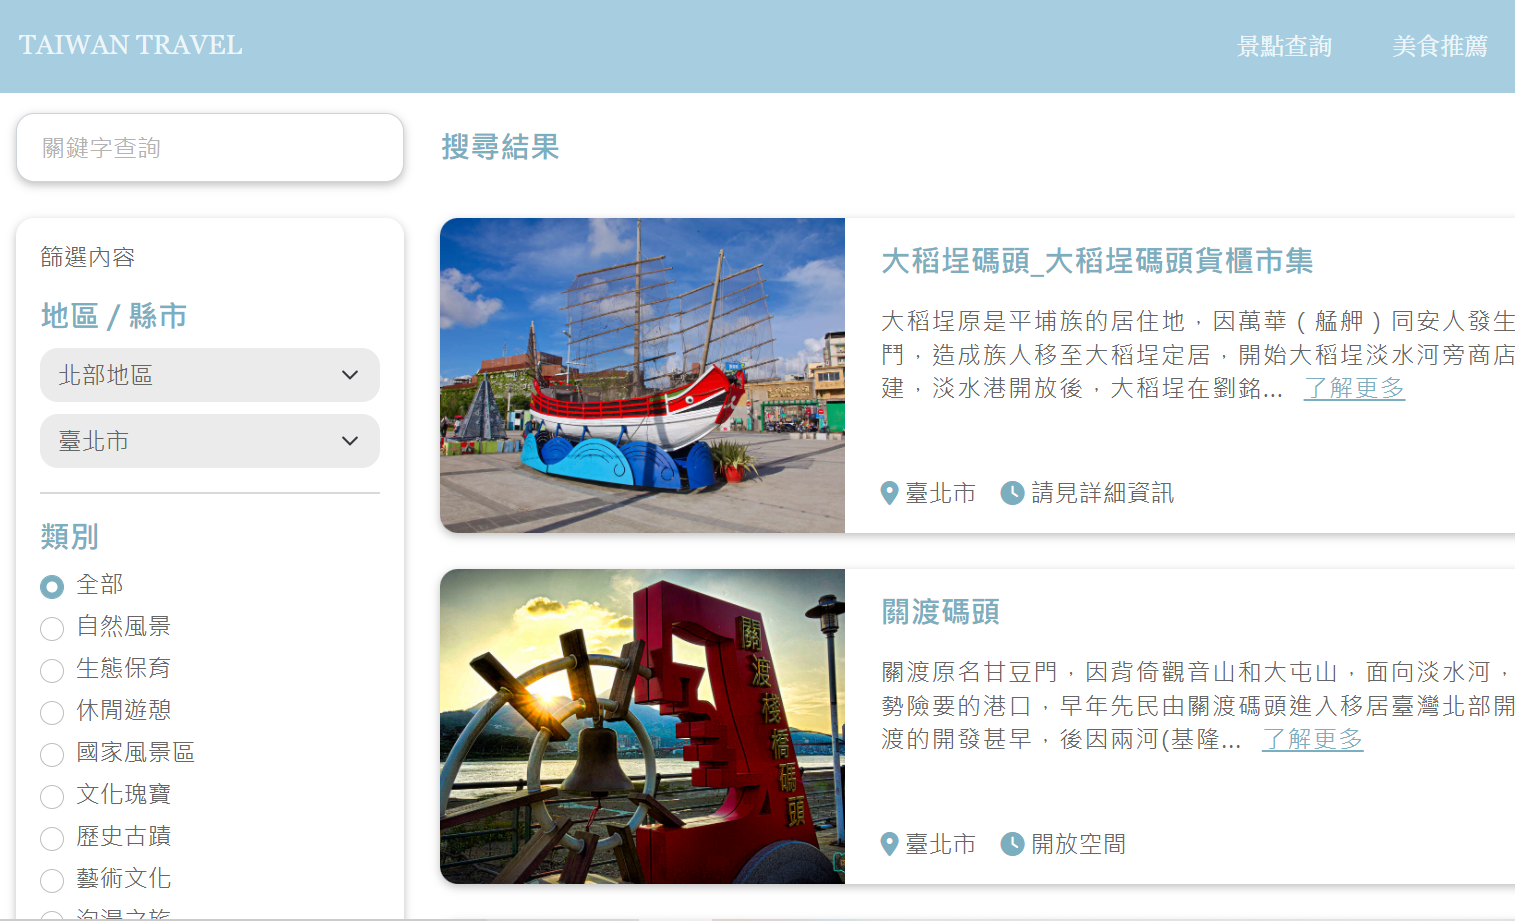 TAIWAN TRAVEL
景點查詢
美食推薦
關鍵字查詢
篩選內容
地區 / 縣市
北部地區
臺北市
類別
全部
自然風景
生態保育
休閒遊憩
國家風景區
文化瑰寶
歷史古蹟
藝術文化
搜尋結果
大稻埕碼頭_大稻埕碼頭貨櫃市集
大稻埕原是平埔族的居住地，因萬華（艋舺）同安人發生
鬥，造成族人移至大稻埕定居，開始大稻埕淡水河旁商店
建，淡水港開放後，大稻埕在劉銘... 了解更多
臺北市
請見詳細資訊
關渡棧橋碼頭
關渡碼頭
關渡原名甘豆門，因背倚觀音山和大屯山，面向淡水河，
勢險要的港口，早年先民由關渡碼頭進入移居臺灣北部開
渡的開發甚早，後因兩河(基隆... 了解更多
臺北市
開放空間